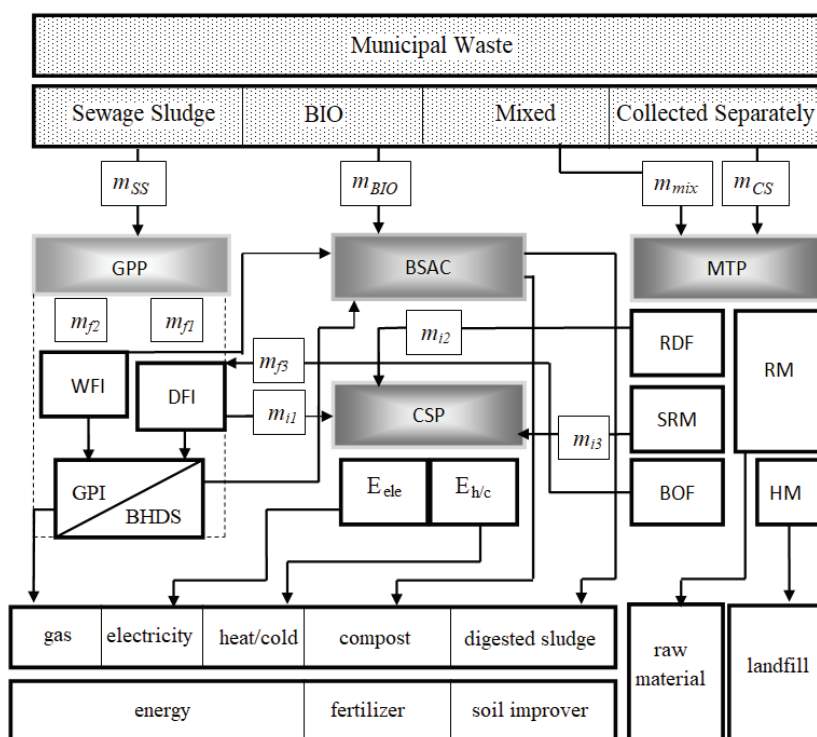 Municipal Waste
Sewage Sludge BIO Mixed Collected Separately
m_SS m_BIO m_mix m_CS
GPP BSAC MTP
m_f2 m_f1 m_i2 RDF RM
WFI DFI m_f3
m_i1 CSP m_i3 SRM
GPI BHDS E_ele E_h/c BOF HM
gas electricity heat/cold compost digested sludge
raw material landfill
energy fertilizer soil improver